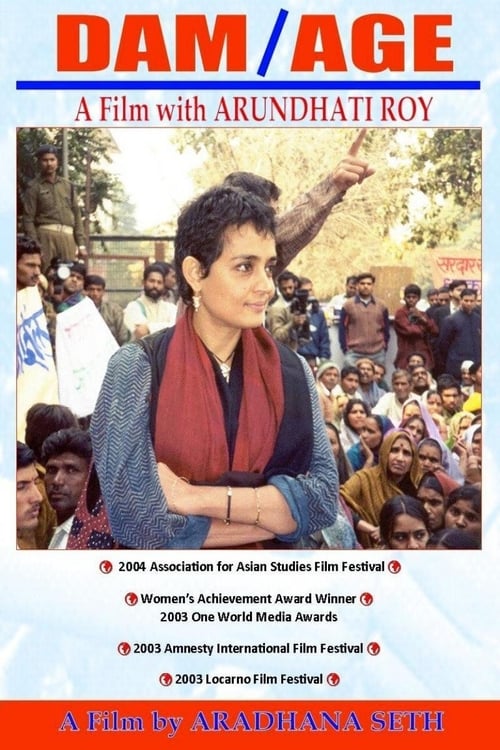 DAM/AGE
A Film with ARUNDHATI ROY
सरदार
2004 Association for Asian Studies Film Festival
Women's Achievement Award Winner
2003 One World Media Awards
2003 Amnesty International Film Festival
2003 Locarno Film Festival
A Film by ARADHANA SETH